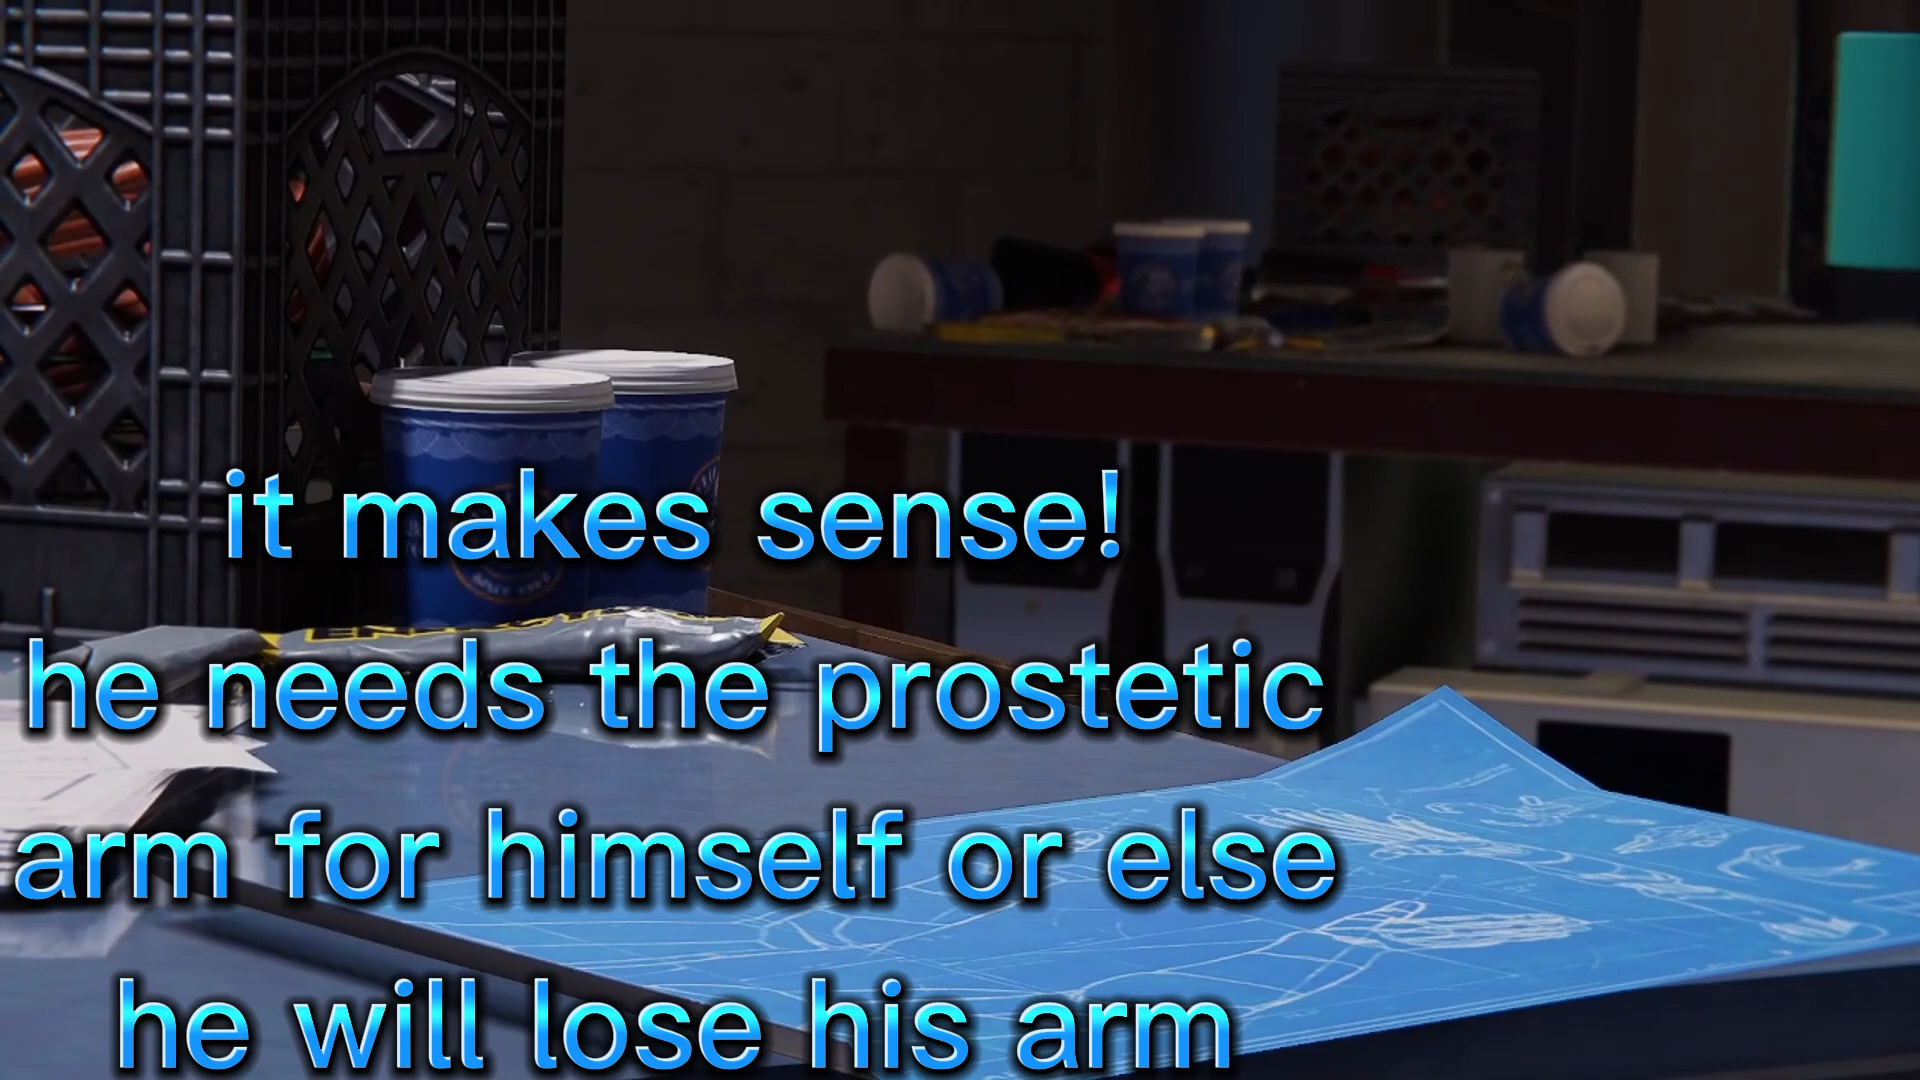 it makes sense!
he needs the prostetic
arm for himself or else
he will lose his arm